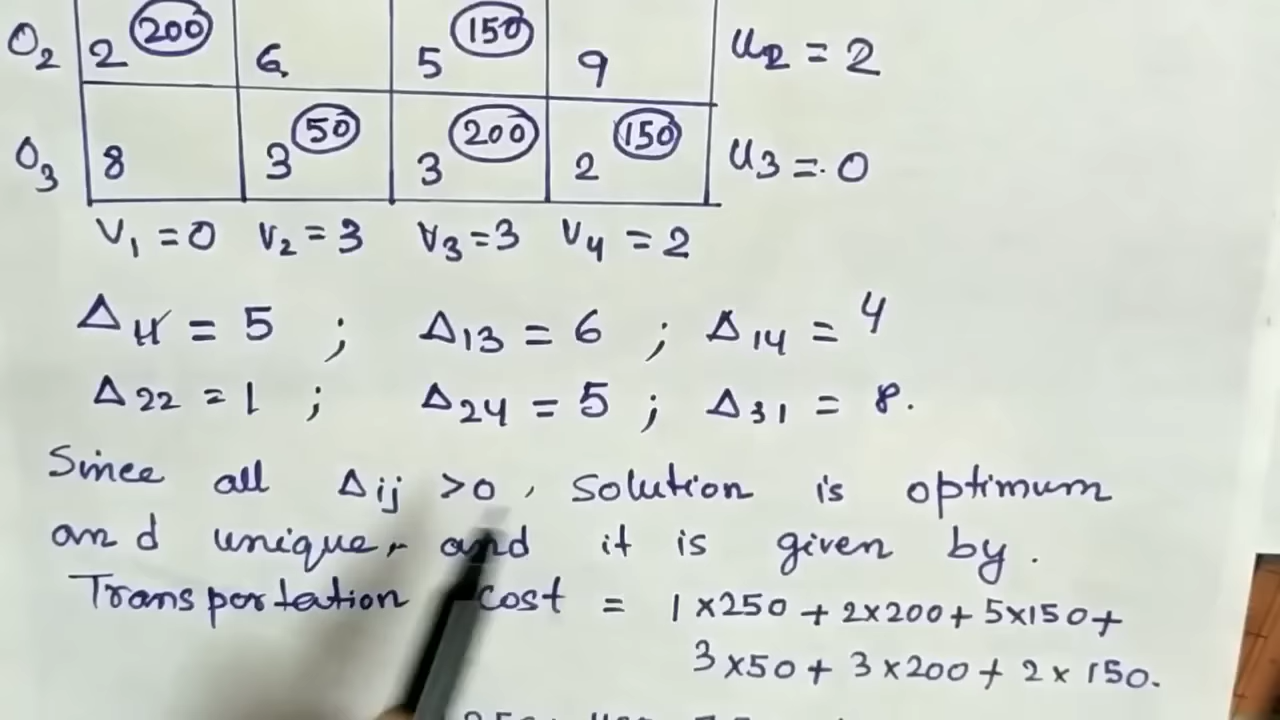 O2 2 200 6 5 150 9 u2 = 2
O3 8 3 50 3 200 2 150 u3 = 0
V1 = 0 V2 = 3 V3 = 3 V4 = 2
Δ11 = 5 ; Δ13 = 6 ; Δ14 = 4
Δ22 = 1 ; Δ24 = 5 ; Δ31 = 8.
Since all Δij >0, solution is optimum
and unique, and it is given by.
Transportation cost = 1 × 250 + 2 × 200 + 5 × 150 +
3 × 50 + 3 × 200 + 2 × 150.